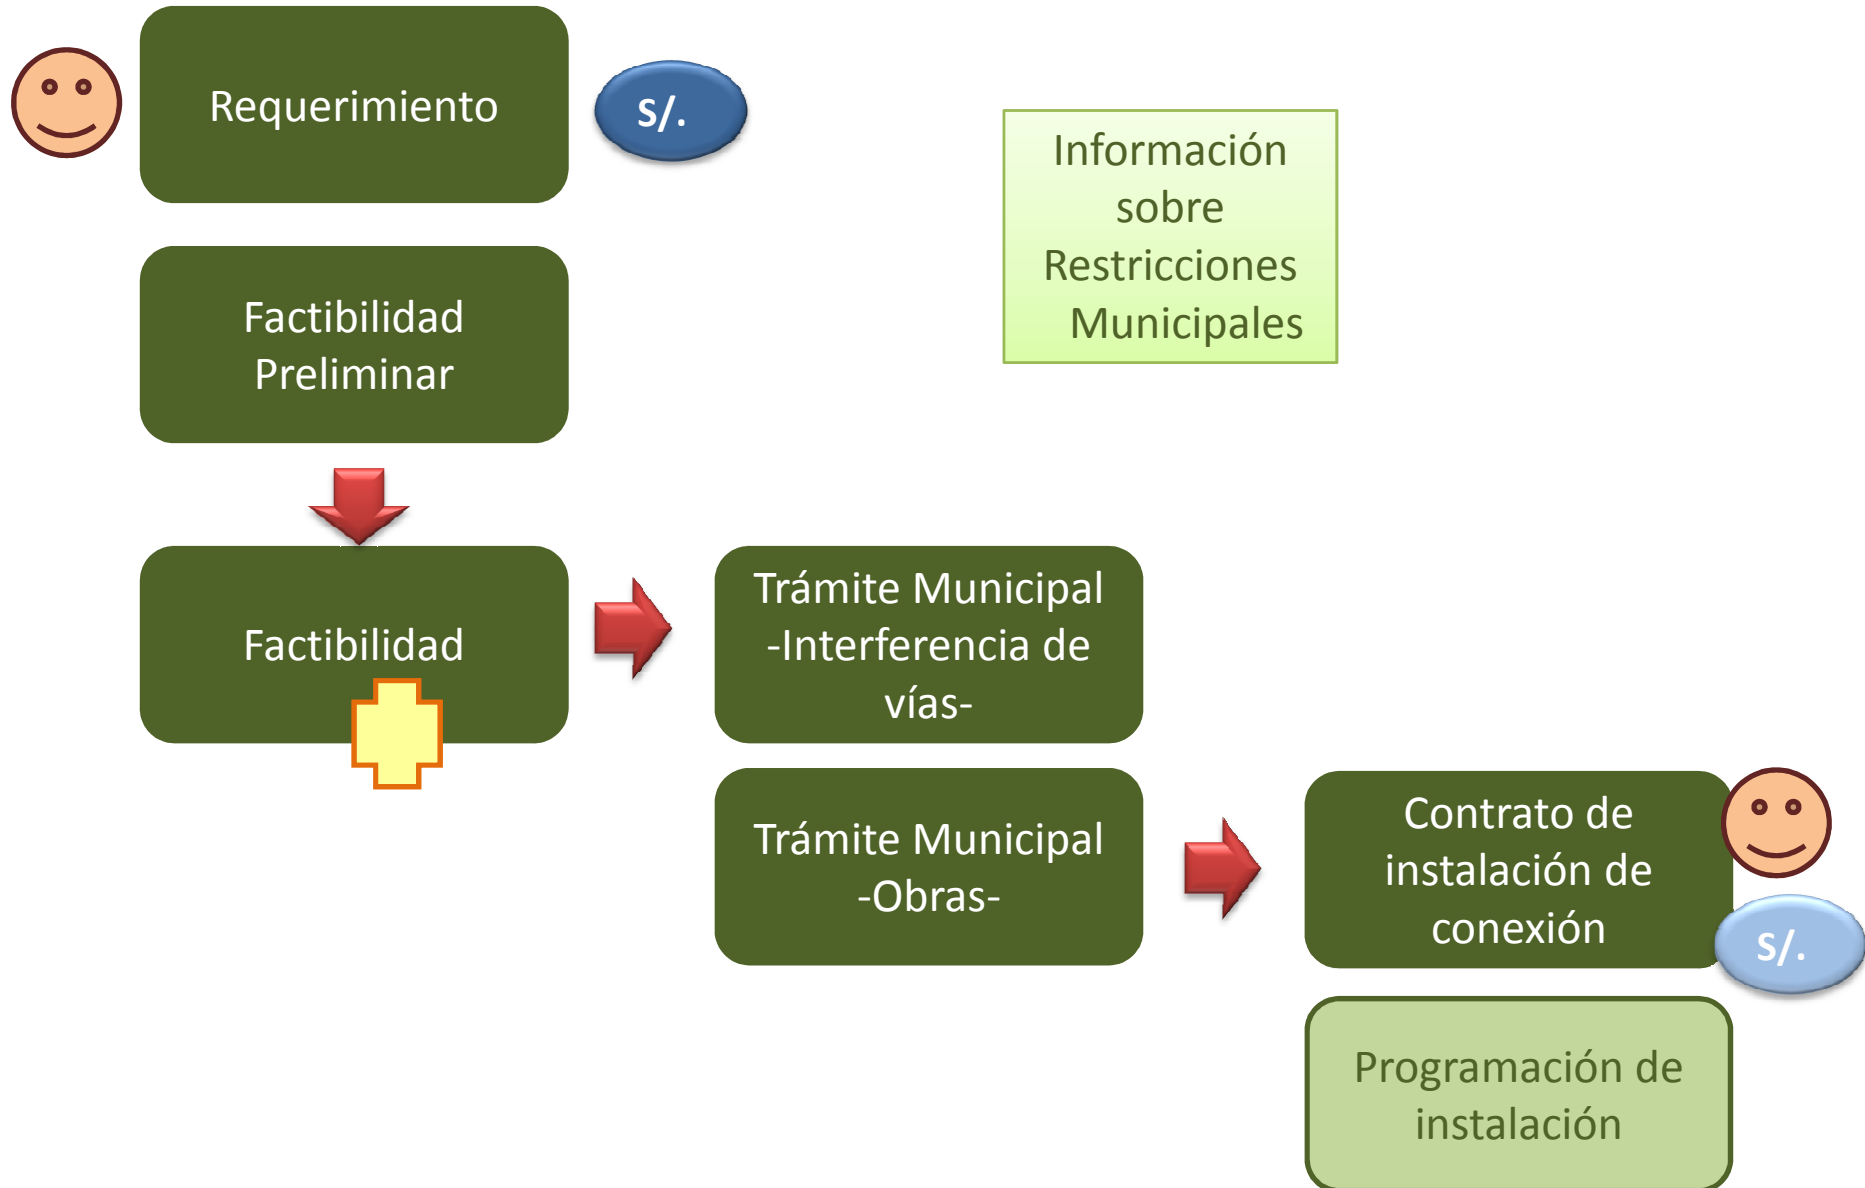 Requerimiento
S/.
Información
sobre
Restricciones
Municipales
Factibilidad
Preliminar
Factibilidad
Trámite Municipal
-Interferencia de
vías-
Trámite Municipal
-Obras-
Contrato de
instalación de
conexión
S/.
Programación de
instalación